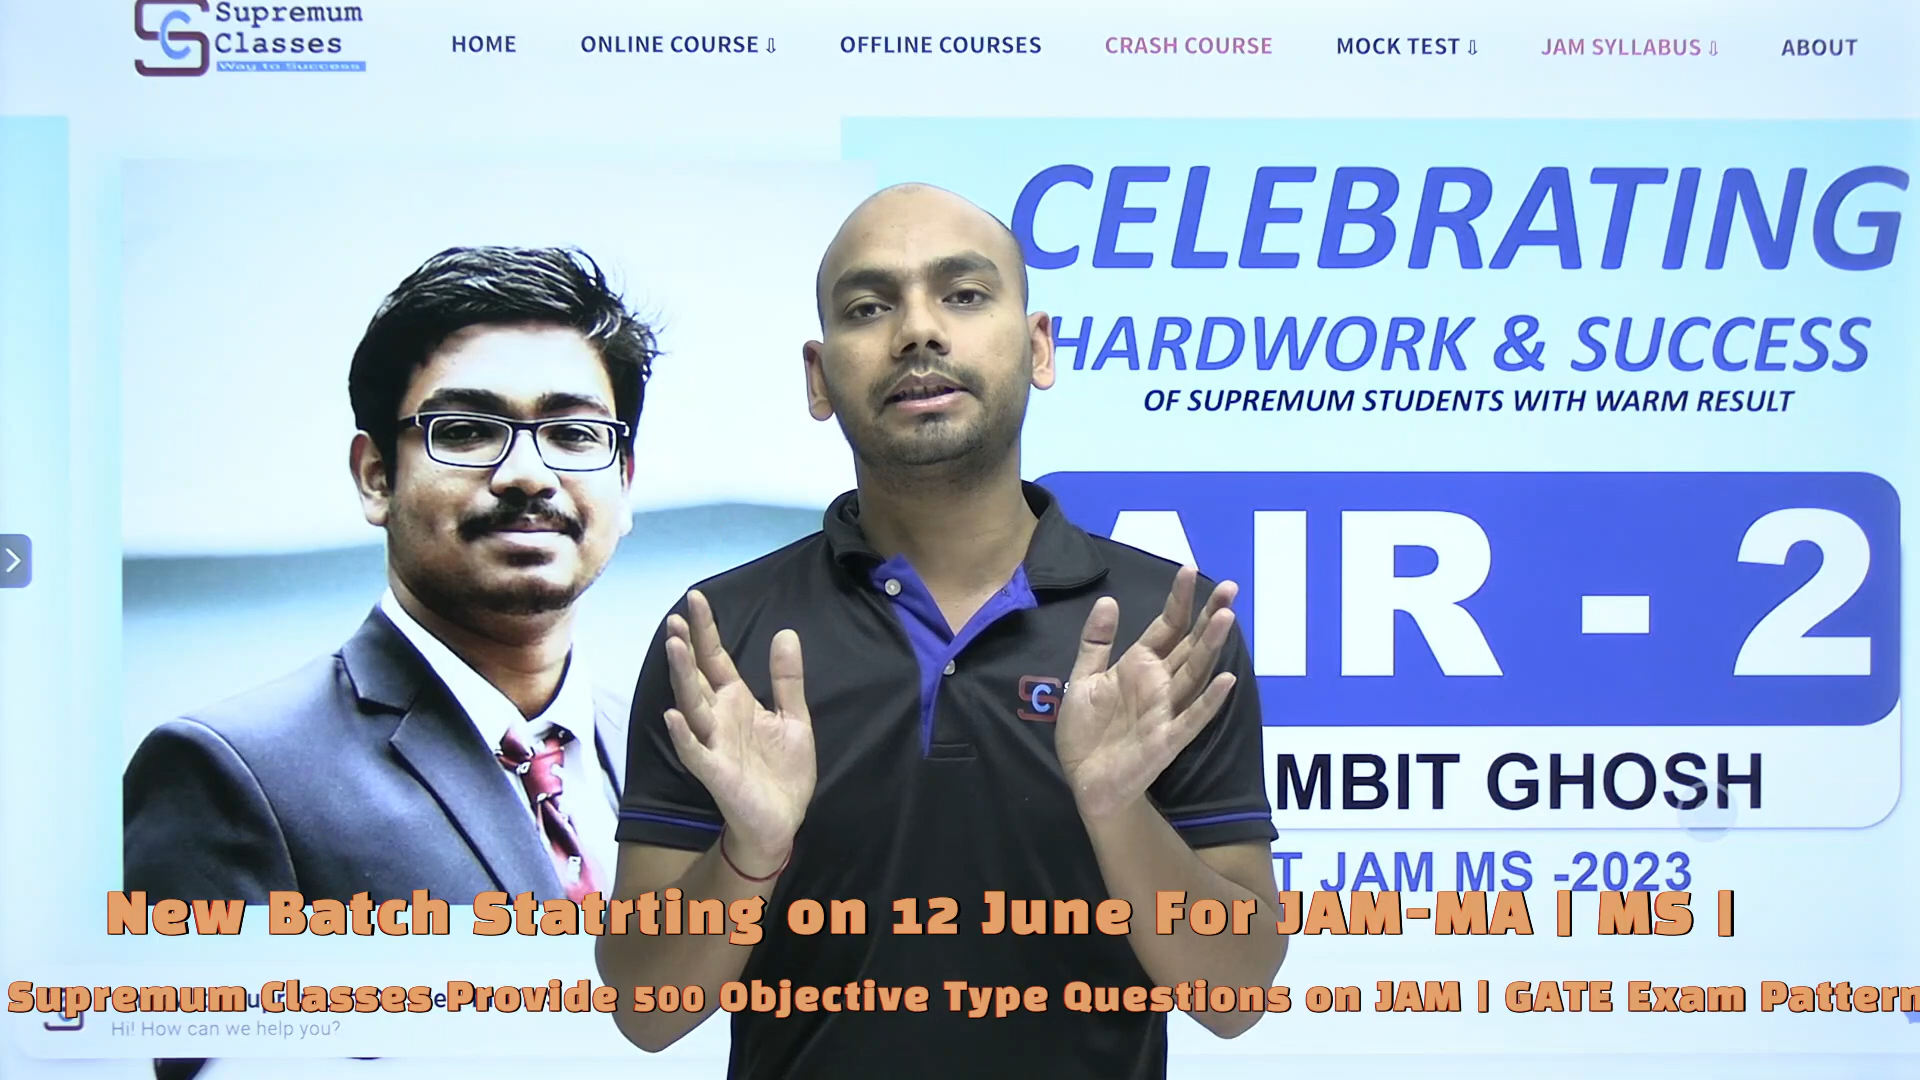 Supremum
Classes
Way to Success
HOME ONLINE COURSE ⇩ OFFLINE COURSES CRASH COURSE MOCK TEST ⇩ JAM SYLLABUS ⇩ ABOUT
CELEBRATING
HARDWORK & SUCCESS
OF SUPREMUM STUDENTS WITH WARM RESULT
AIR - 2
MBIT GHOSH
T JAM MS -2023
New Batch Statrting on 12 June For JAM-MA | MS |
Supremum Classes Provide 500 Objective Type Questions on JAM | GATE Exam Pattern
Hi! How can we help you?